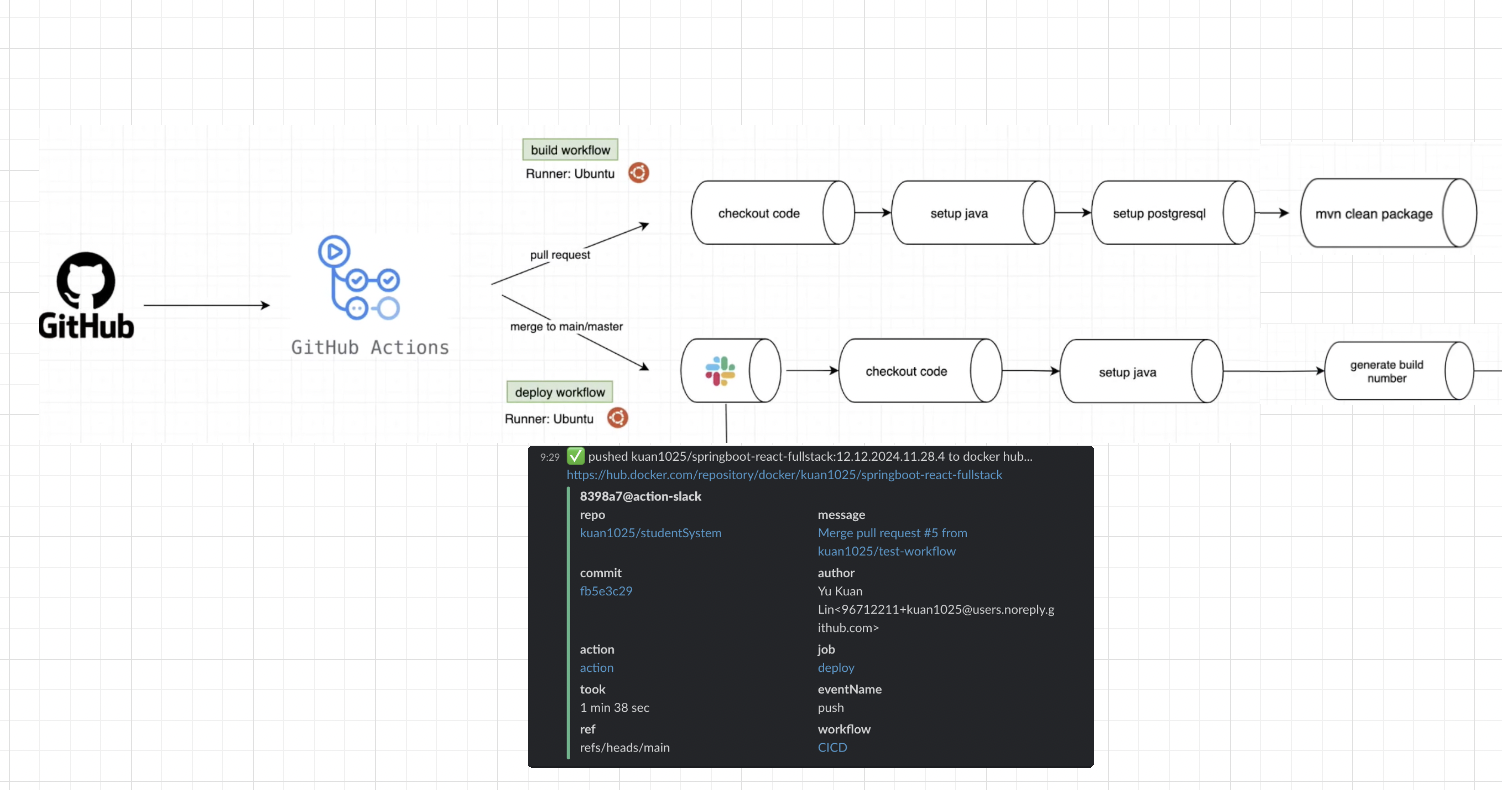 build workflow
Runner: Ubuntu
checkout code
setup java
setup postgresql
mvn clean package
pull request
GitHub
GitHub Actions
merge to main/master
checkout code
setup java
generate build
number
deploy workflow
Runner: Ubuntu
9:29 ✅ pushed kuan1025/springboot-react-fullstack:12.12.2024.11.28.4 to docker hub...
https://hub.docker.com/repository/docker/kuan1025/springboot-react-fullstack
8398a7@action-slack
repo
kuan1025/studentSystem
message
Merge pull request #5 from
kuan1025/test-workflow
commit
fb5e3c29
author
Yu Kuan
Lin<96712211+kuan1025@users.noreply.g
ithub.com>
action
action
job
deploy
took
1 min 38 sec
eventName
push
ref
refs/heads/main
workflow
CICD